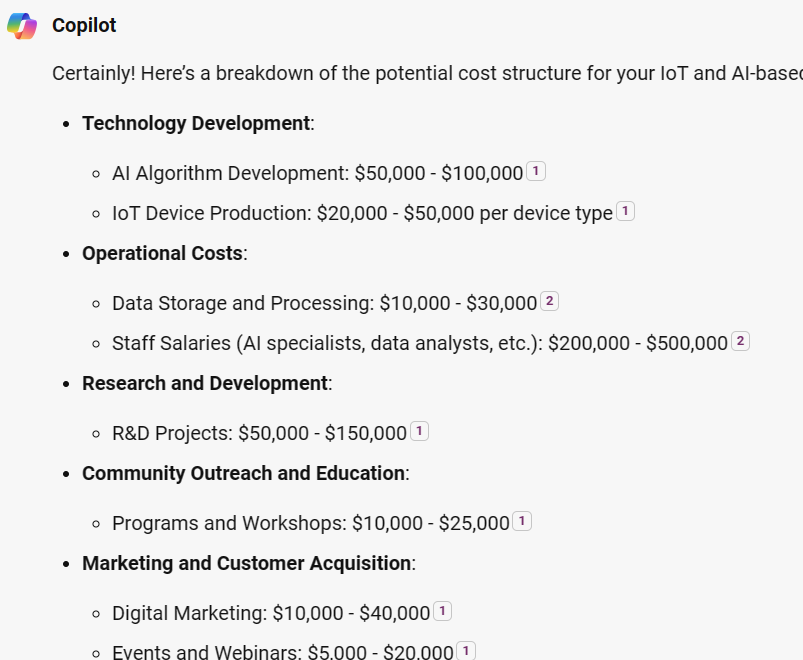 Copilot
Certainly! Here’s a breakdown of the potential cost structure for your IoT and AI-based
• Technology Development:
◦ AI Algorithm Development: $50,000 - $100,000 1
◦ IoT Device Production: $20,000 - $50,000 per device type 1
• Operational Costs:
◦ Data Storage and Processing: $10,000 - $30,000 2
◦ Staff Salaries (AI specialists, data analysts, etc.): $200,000 - $500,000 2
• Research and Development:
◦ R&D Projects: $50,000 - $150,000 1
• Community Outreach and Education:
◦ Programs and Workshops: $10,000 - $25,000 1
• Marketing and Customer Acquisition:
◦ Digital Marketing: $10,000 - $40,000 1
◦ Events and Webinars: $5,000 - $20,000 1